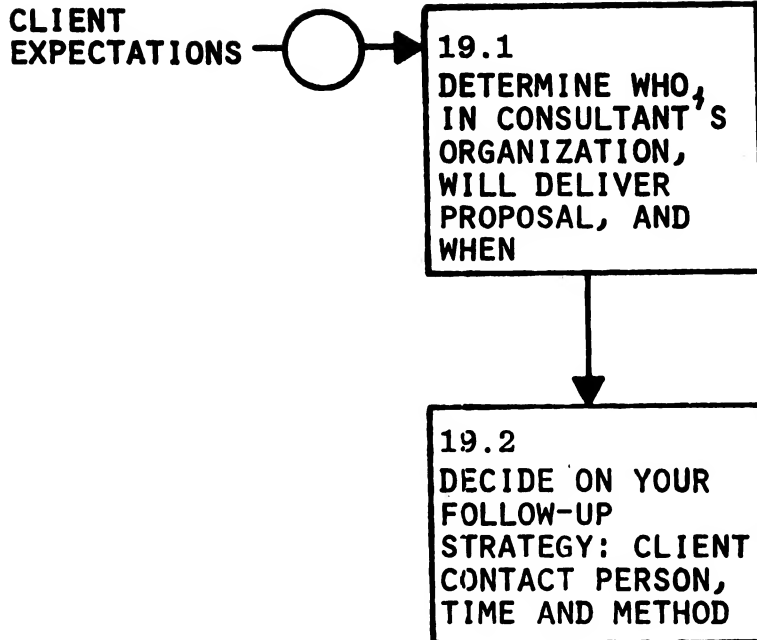 CLIENT
EXPECTATIONS
19.1
DETERMINE WHO,
IN CONSULTANT'S
ORGANIZATION,
WILL DELIVER
PROPOSAL, AND
WHEN
19.2
DECIDE ON YOUR
FOLLOW-UP
STRATEGY: CLIENT
CONTACT PERSON,
TIME AND METHOD